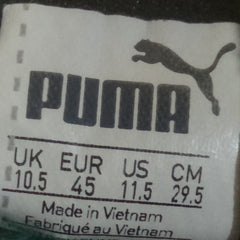 PUMA
UK EUR US CM
10.5 45 11.5 29.5
Made in Vietnam
Fabriqué au Vietnam